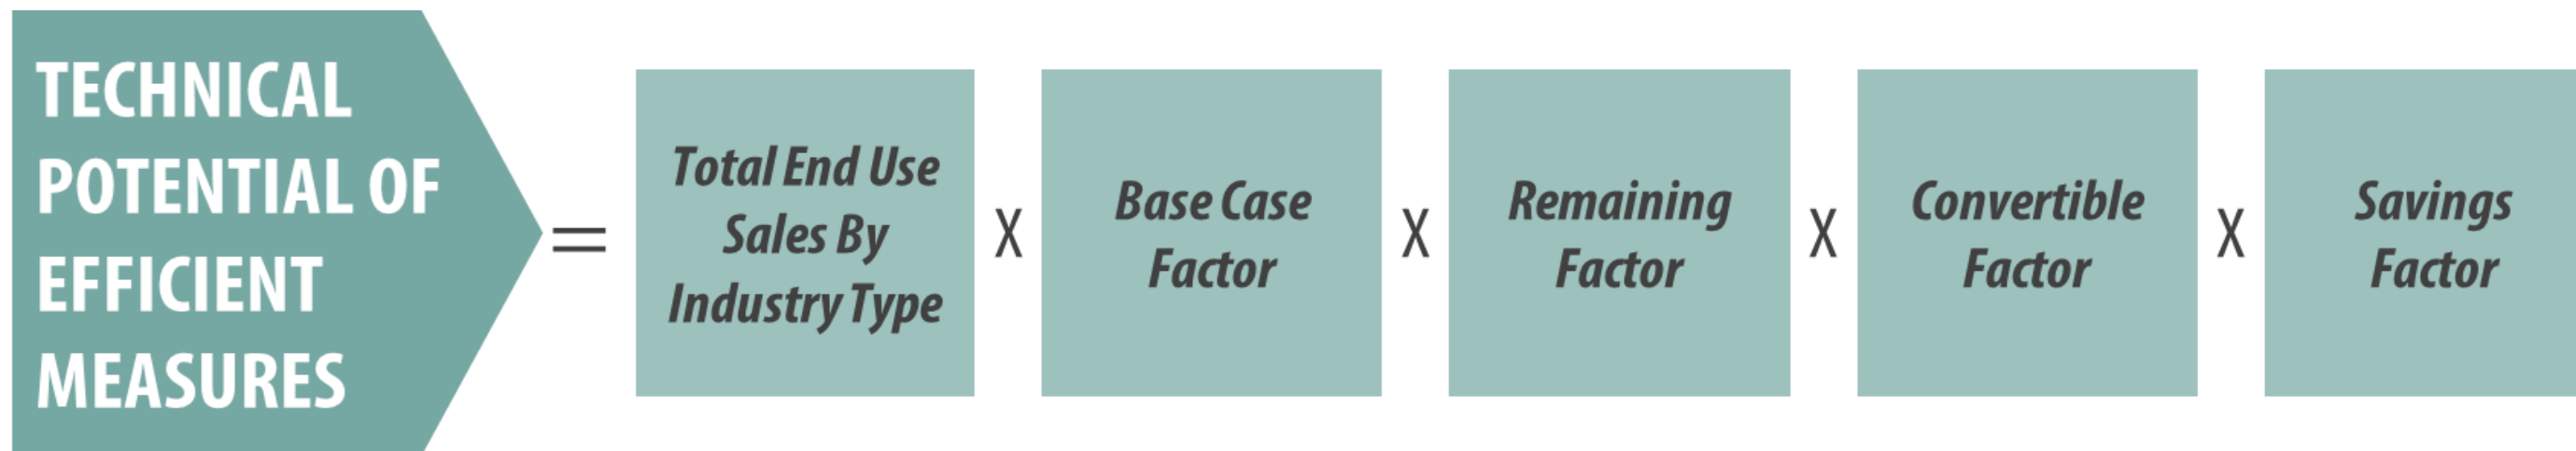 TECHNICAL
POTENTIAL OF
EFFICIENT
MEASURES
=
Total End Use
Sales By
Industry Type
X
Base Case
Factor
X
Remaining
Factor
X
Convertible
Factor
X
Savings
Factor